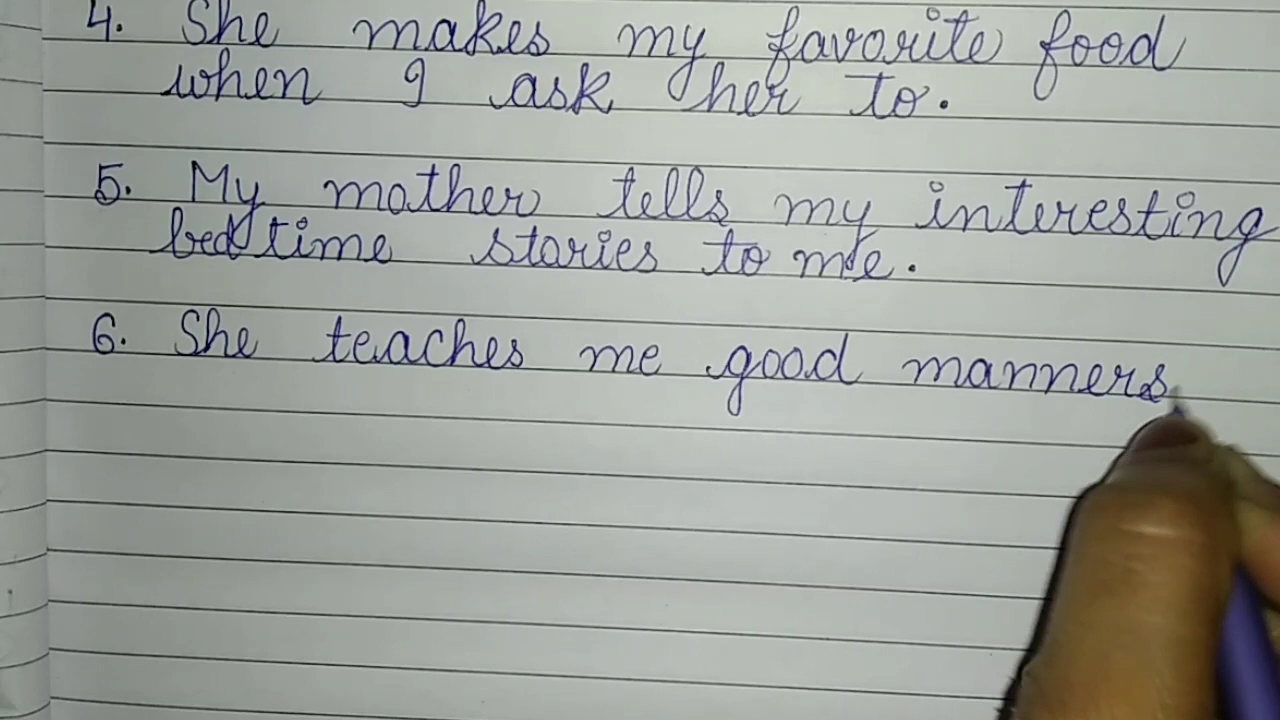 4. She makes my favorite food
when I ask her to.
5. My mother tells my interesting
bedtime stories to me.
6. She teaches me good manners